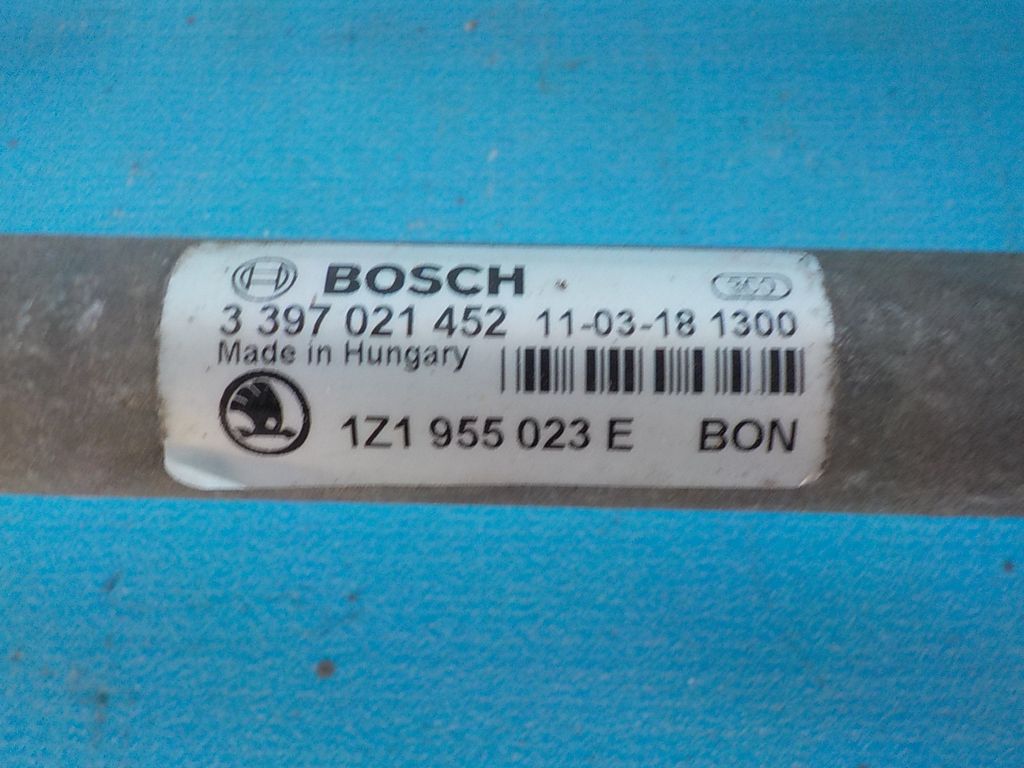 BOSCH
3 397 021 452 11-03-18 1300
Made in Hungary
1Z1 955 023 E BON